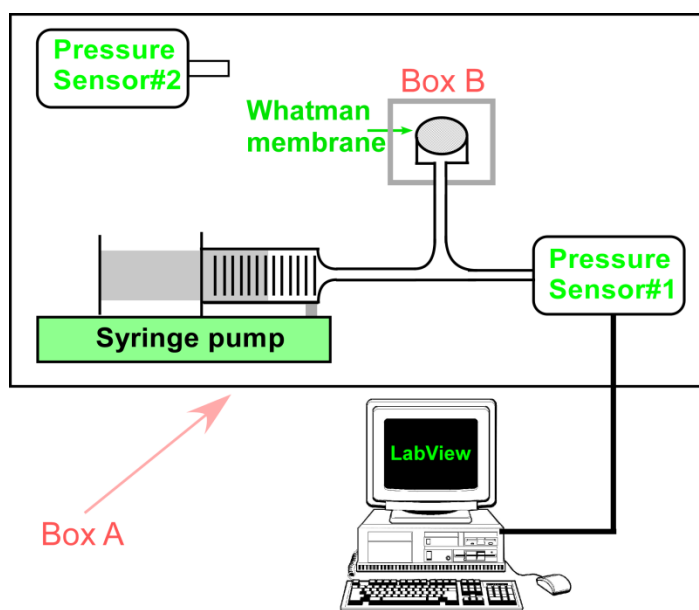 Pressure
Sensor#2
Box B
Whatman
membrane
Pressure
Sensor#1
Syringe pump
LabView
Box A